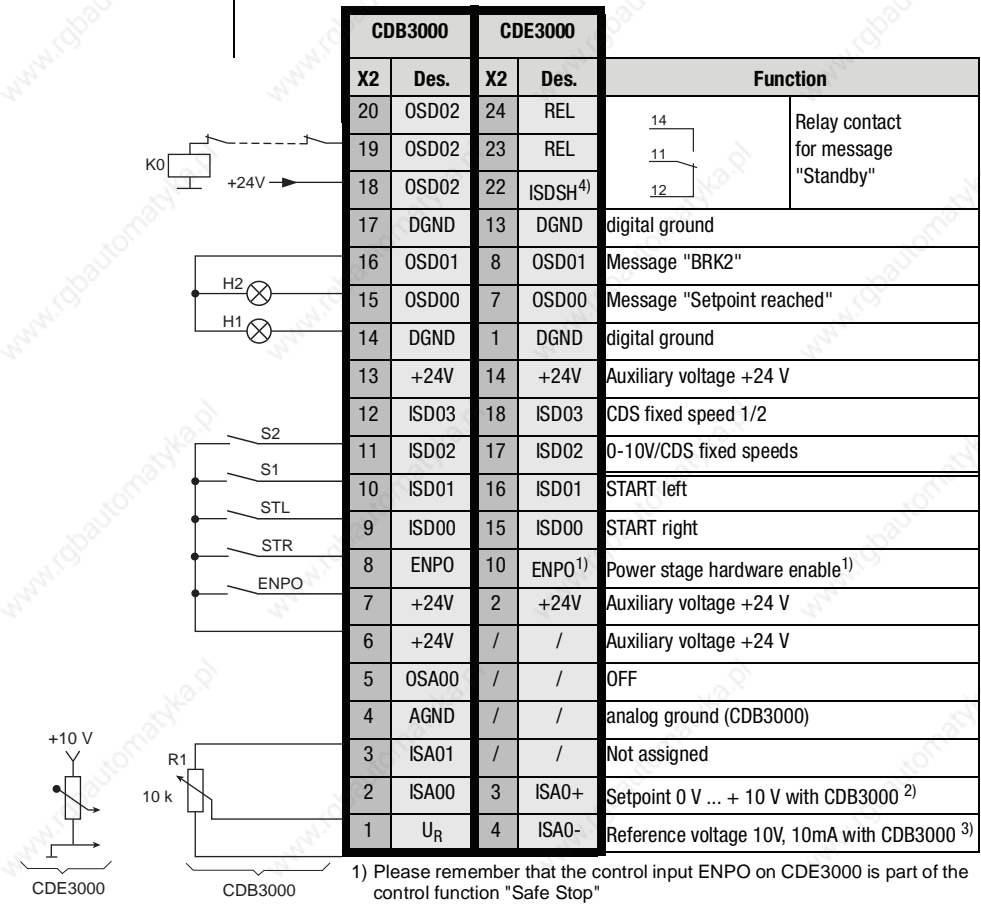 CDB3000 CDE3000
X2 Des. X2 Des. Function
20 OSD02 24 REL 14 Relay contact
19 OSD02 23 REL 11 for message
18 OSD02 22 ISDSH4) 12 "Standby"
K0
+24V
17 DGND 13 DGND digital ground
16 OSD01 8 OSD01 Message "BRK2"
H2
15 OSD00 7 OSD00 Message "Setpoint reached"
H1
14 DGND 1 DGND digital ground
13 +24V 14 +24V Auxiliary voltage +24 V
12 ISD03 18 ISD03 CDS fixed speed 1/2
S2
11 ISD02 17 ISD02 0-10V/CDS fixed speeds
S1
10 ISD01 16 ISD01 START left
STL
9 ISD00 15 ISD00 START right
STR
8 ENPO 10 ENPO1) Power stage hardware enable1)
ENPO
7 +24V 2 +24V Auxiliary voltage +24 V
6 +24V / / Auxiliary voltage +24 V
5 OSA00 / / OFF
4 AGND / / analog ground (CDB3000)
+10 V
R1
3 ISA01 / / Not assigned
10 k
2 ISA00 3 ISA0+ Setpoint 0 V ... + 10 V with CDB3000 2)
1 UR 4 ISA0- Reference voltage 10V, 10mA with CDB3000 3)
CDE3000
CDB3000
1) Please remember that the control input ENPO on CDE3000 is part of the
control function "Safe Stop"
www.rgbautomatyka.pl